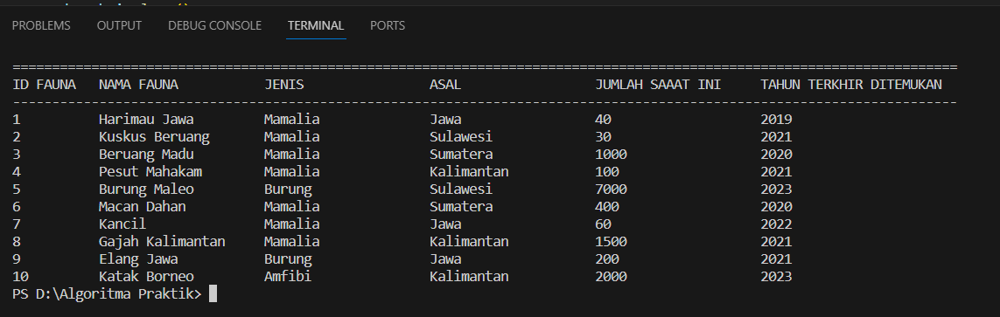 PROBLEMS OUTPUT DEBUG CONSOLE TERMINAL PORTS
========================================================================================================================
ID FAUNA   NAMA FAUNA           JENIS                ASAL                 JUMLAH SAAAT INI     TAHUN TERKHIR DITEMUKAN
------------------------------------------------------------------------------------------------------------------------
1          Harimau Jawa         Mamalia              Jawa                 40                   2019
2          Kuskus Beruang       Mamalia              Sulawesi             30                   2021
3          Beruang Madu         Mamalia              Sumatera             1000                 2020
4          Pesut Mahakam        Mamalia              Kalimantan           100                  2021
5          Burung Maleo         Burung               Sulawesi             7000                 2023
6          Macan Dahan          Mamalia              Sumatera             400                  2020
7          Kancil               Mamalia              Jawa                 60                   2022
8          Gajah Kalimantan     Mamalia              Kalimantan           1500                 2021
9          Elang Jawa           Burung               Jawa                 200                  2021
10         Katak Borneo         Amfibi               Kalimantan           2000                 2023
PS D:\Algoritma Praktik>